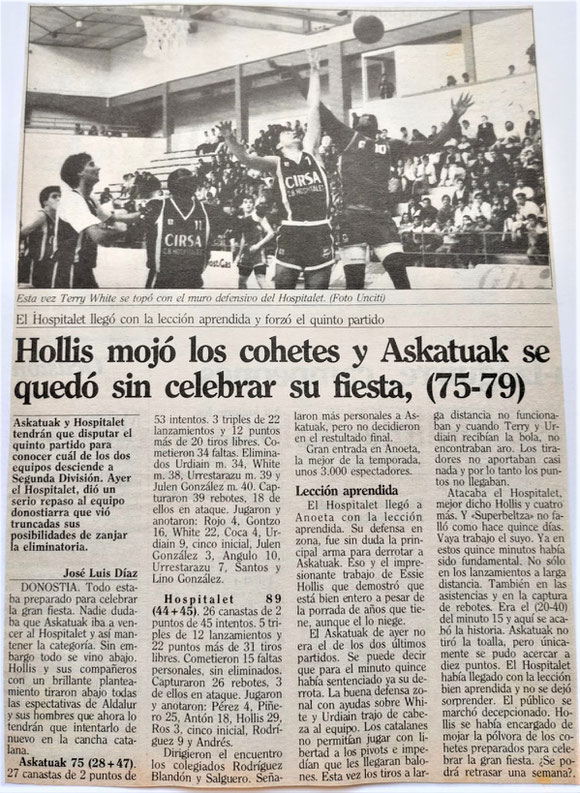 CIRSA
C.B. HOSPITALET
10
11
CIRSA
C.B. HOSPITALET
Esta vez Terry White se topó con el muro defensivo del Hospitalet. (Foto Unciti)
El Hospitalet llegó con la lección aprendida y forzó el quinto partido
Hollis mojó los cohetes y Askatuak se
quedó sin celebrar su fiesta, (75-79)
Askatuak y Hospitalet
tendrán que disputar el
quinto partido para
conocer cuál de los dos
equipos desciende a
Segunda División. Ayer
el Hospitalet, dió un
serio repaso al equipo
donostiarra que vió
truncadas sus
posibilidades de zanjar
la eliminatoria.
José Luis Díaz
DONOSTIA. Todo esta-
ba preparado para celebrar
la gran fiesta. Nadie duda-
ba que Askatuak iba a ven-
cer al Hospitalet y así man-
tener la categoría. Sin em-
bargo todo se vino abajo.
Hollis y sus compañeros
con un brillante plantea-
miento tiraron abajo todas
las espectativas de Aldalur
y sus hombres que ahora lo
tendrán que intentarlo de
nuevo en la cancha cata-
lana.
Askatuak 75 (28+47).
27 canastas de 2 puntos de
53 intentos. 3 triples de 22
lanzamientos y 12 puntos
más de 20 tiros libres. Co-
metieron 34 faltas. Elimina-
dos Urdiain m. 34, White
m. 38, Urrestarazu m. 39 y
Julen González m. 40. Cap-
turaron 39 rebotes, 18 de
ellos en ataque. Jugaron y
anotaron: Rojo 4, Gontzo
16, White 22, Coca 4, Ur-
diain 9, cinco inicial, Julen
González 3, Angulo 10,
Urrestarazu 7, Santos y
Lino González.
Hospitalet 89
(44+45). 26 canastas de 2
puntos de 45 intentos. 5 tri-
ples de 12 lanzamientos y
22 puntos más de 31 tiros
libres. Cometieron 15 faltas
personales, sin eliminados.
Capturaron 26 rebotes, 3
de ellos en ataque. Jugaron
y anotaron: Pérez 4, Piñe-
ro 25, Antón 18, Hollis 29,
Ros 3, cinco inicial, Rodrí-
guez 9 y Andrés.
Dirigieron el encuentro
los colegiados Rodríguez
Blandón y Salguero. Seña-
laron más personales a As-
katuak, pero no decidieron
en el restultado final.
Gran entrada en Anoeta,
la mejor de la temporada,
unos 3.000 espectadores.
Lección aprendida
El Hospitalet llegó a
Anoeta con la lección
aprendida. Su defensa en
zona, fue sin duda la prin-
cipal arma para derrotar a
Askatuak. Eso y el impre-
sionante trabajo de Essie
Hollis que demostró que
está bien entero a pesar de
la porrada de años que tie-
ne, aunque el lo niege.
El Askatuak de ayer no
era el de los dos últimos
partidos. Se puede decir
que para el minuto quince
había sentenciado ya su de-
rrota. La buena defensa zo-
nal con ayudas sobre Whi-
te y Urdiain trajo de cabe-
za al equipo. Los catalanes
no permitían jugar con li-
bertad a los pivots e impe-
dían que les llegaran balo-
nes. Esta vez los tiros a lar-
ga distancia no funciona-
ban y cuando Terry y Ur-
diain recibían la bola, no
encontraban aro. Los tira-
dores no aportaban casi
nada y por lo tanto los pun-
tos no llegaban.
Atacaba el Hospitalet,
mejor dicho Hollis y cuatro
más. Y «Superbeltza» no fa-
lló como hace quince días.
Vaya trabajo el suyo. Ya en
estos quince minutos había
sido fundamental. No sólo
en los lanzamientos a larga
distancia. También en las
asistencias y en la captura
de rebotes. Era el (20-40)
del minuto 15 y aquí se aca-
bó la historia. Askatuak no
tiró la toalla, pero única-
mente se pudo acercar a
diez puntos. El Hospitalet
había llegado con la lección
bien aprendida y no se dejó
sorprender. El público se
marchó decepcionado. Ho-
llis se había encargado de
mojar la pólvora de los co-
hetes preparados para cele-
brar la gran fiesta. ¿Se po-
drá retrasar una semana?.